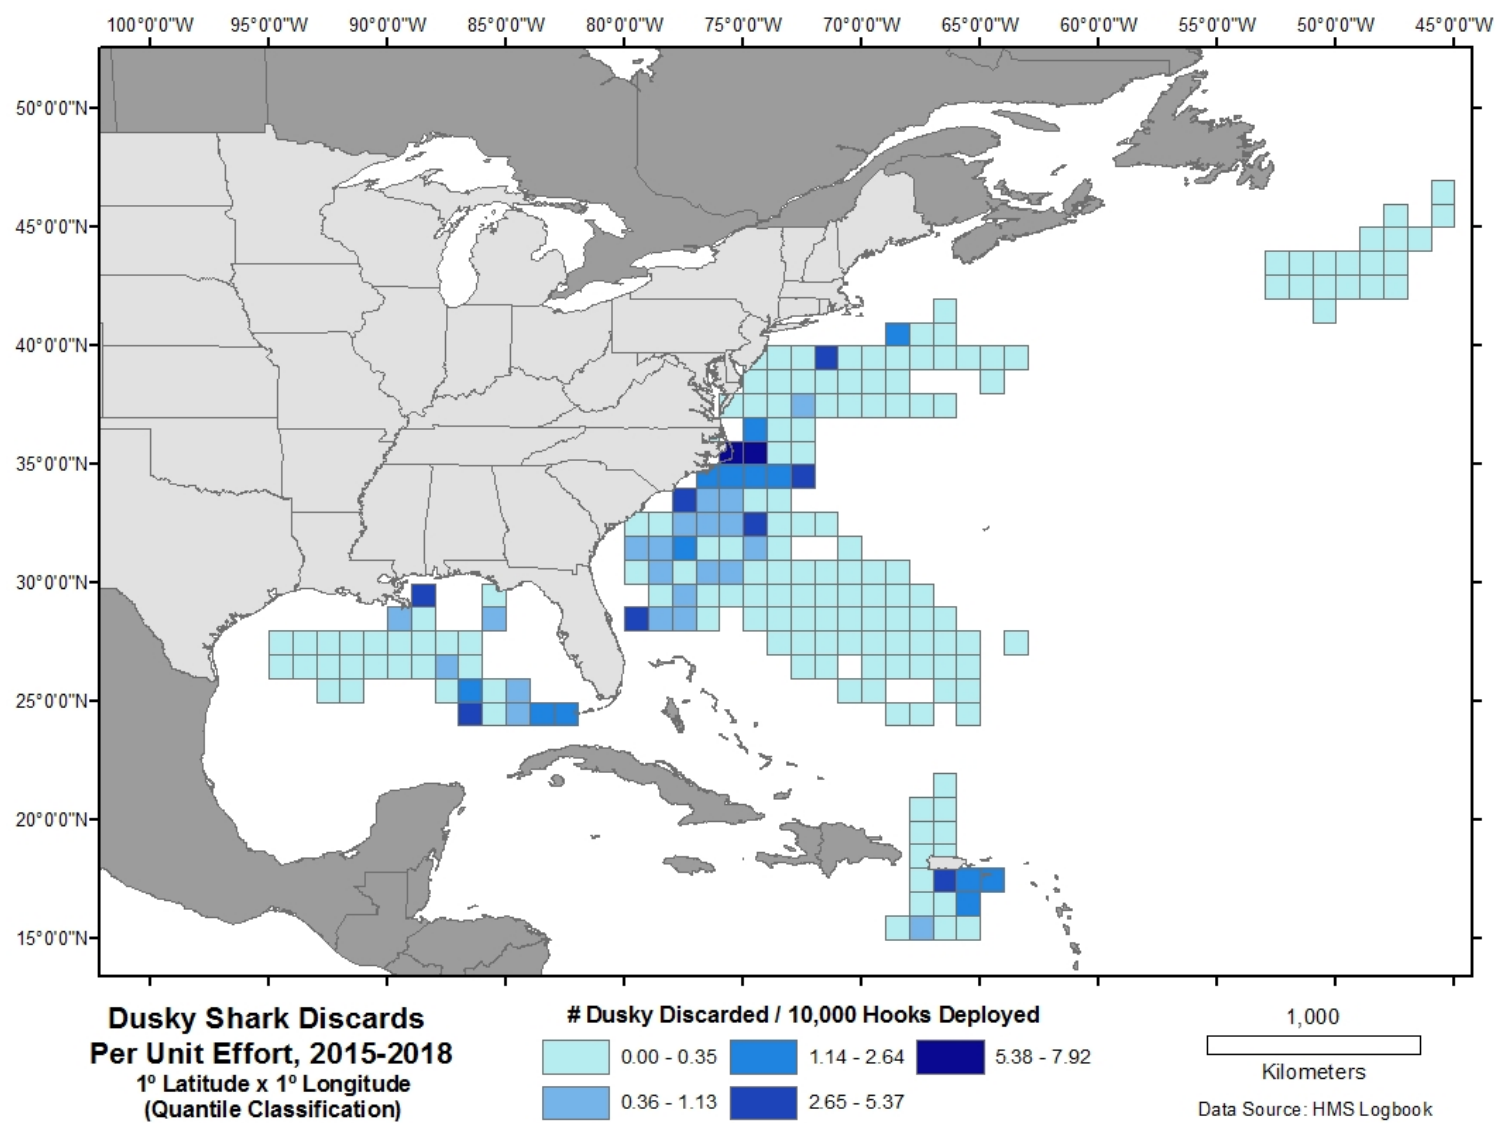 100°0'0"W 95°0'0"W 90°0'0"W 85°0'0"W 80°0'0"W 75°0'0"W 70°0'0"W 65°0'0"W 60°0'0"W 55°0'0"W 50°0'0"W 45°0'0"W
50°0'0"N
45°0'0"N
40°0'0"N
35°0'0"N
30°0'0"N
25°0'0"N
20°0'0"N
15°0'0"N
Dusky Shark Discards
Per Unit Effort, 2015-2018
1º Latitude x 1º Longitude
(Quantile Classification)
# Dusky Discarded / 10,000 Hooks Deployed
0.00 - 0.35 1.14 - 2.64 5.38 - 7.92
0.36 - 1.13 2.65 - 5.37
1,000
Kilometers
Data Source: HMS Logbook